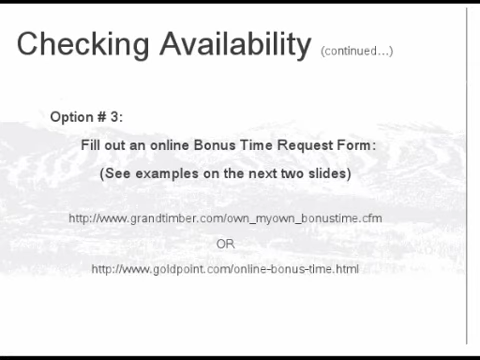 Checking Availability (continued...)
Option # 3:
Fill out an online Bonus Time Request Form:
(See examples on the next two slides)
http://www.grandtimber.com/own_myown_bonustime.cfm
OR
http://www.goldpoint.com/online-bonus-time.html